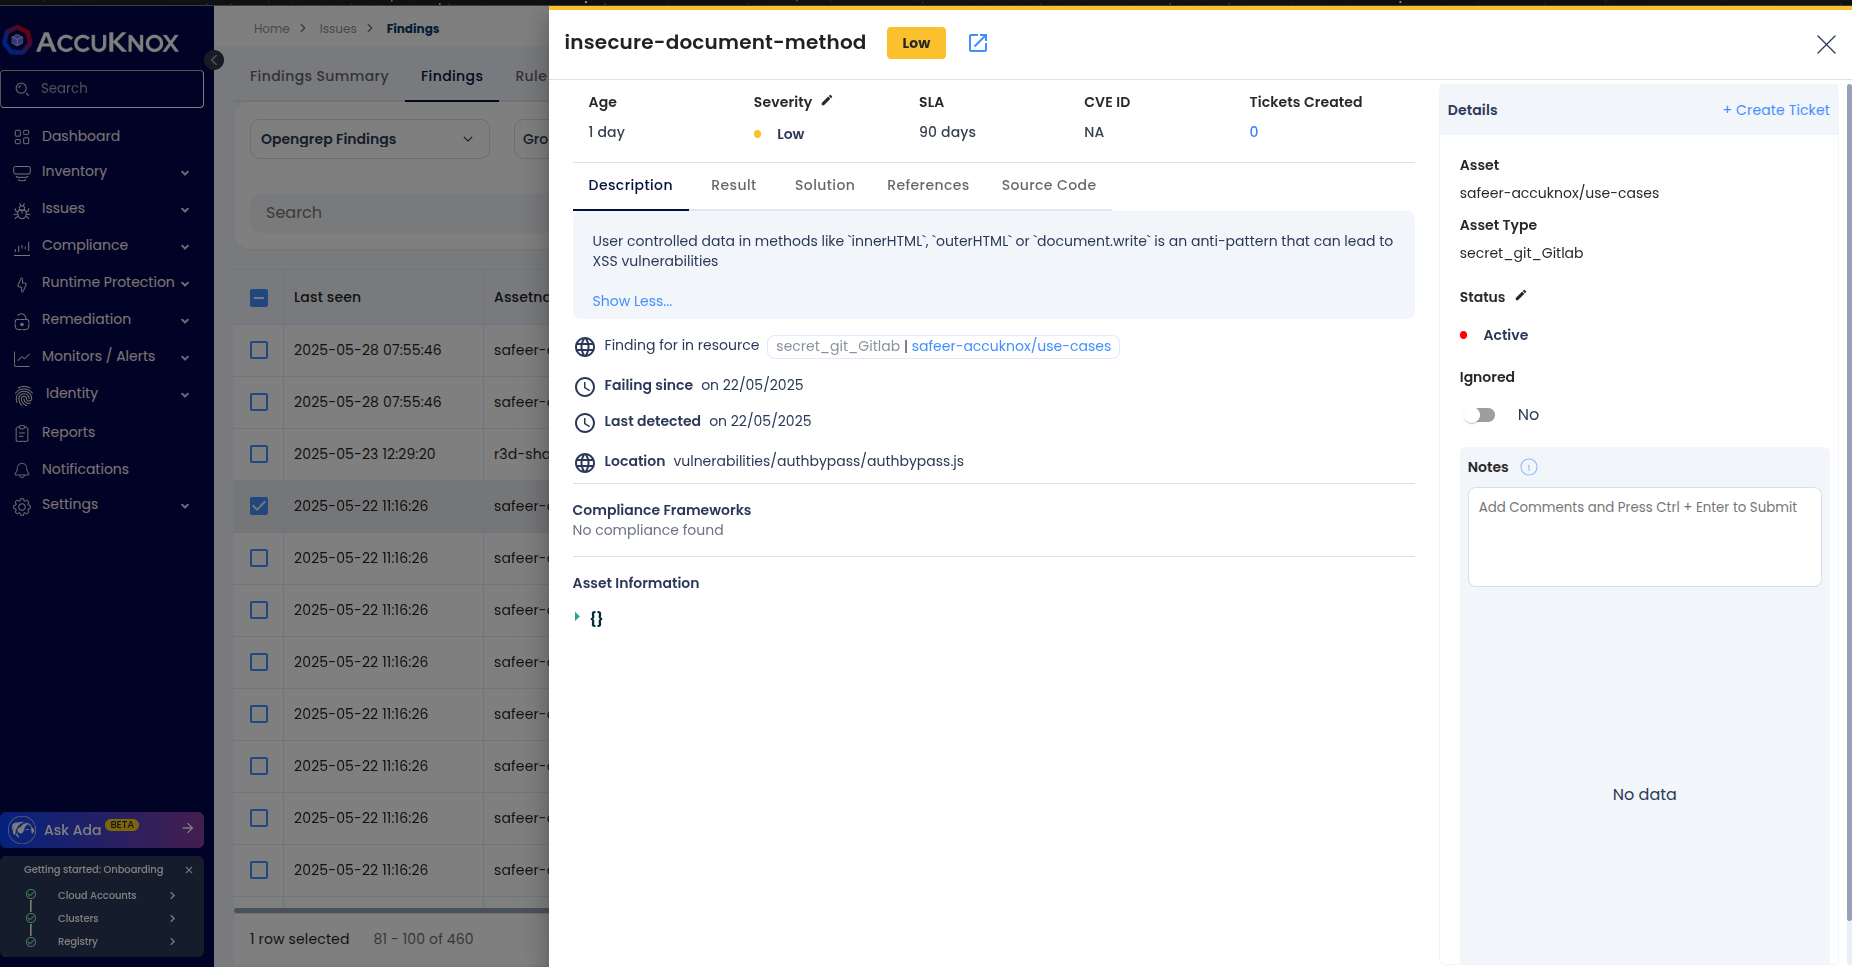 ACCUKNOX
Search
Dashboard
Inventory
Issues
Compliance
Runtime Protection
Remediation
Monitors / Alerts
Identity
Reports
Notifications
Settings
Ask Ada BETA
Getting started: Onboarding
Cloud Accounts
Clusters
Registry
Home > Issues > Findings
Findings Summary Findings Rule
Opengrep Findings Gro
Search
Last seen Assetna
2025-05-28 07:55:46 safeer-
2025-05-28 07:55:46 safeer-
2025-05-23 12:29:20 r3d-sha
2025-05-22 11:16:26 safeer-
2025-05-22 11:16:26 safeer-
2025-05-22 11:16:26 safeer-
2025-05-22 11:16:26 safeer-
2025-05-22 11:16:26 safeer-
2025-05-22 11:16:26 safeer-
2025-05-22 11:16:26 safeer-
2025-05-22 11:16:26 safeer-
1 row selected 81 - 100 of 460
insecure-document-method Low
Age Severity SLA CVE ID Tickets Created
1 day Low 90 days NA 0
Description Result Solution References Source Code
User controlled data in methods like `innerHTML`, `outerHTML` or `document.write` is an anti-pattern that can lead to
XSS vulnerabilities
Show Less...
Finding for in resource secret_git_Gitlab | safeer-accuknox/use-cases
Failing since on 22/05/2025
Last detected on 22/05/2025
Location vulnerabilities/authbypass/authbypass.js
Compliance Frameworks
No compliance found
Asset Information
{}
Details + Create Ticket
Asset
safeer-accuknox/use-cases
Asset Type
secret_git_Gitlab
Status
Active
Ignored
No
Notes
Add Comments and Press Ctrl + Enter to Submit
No data